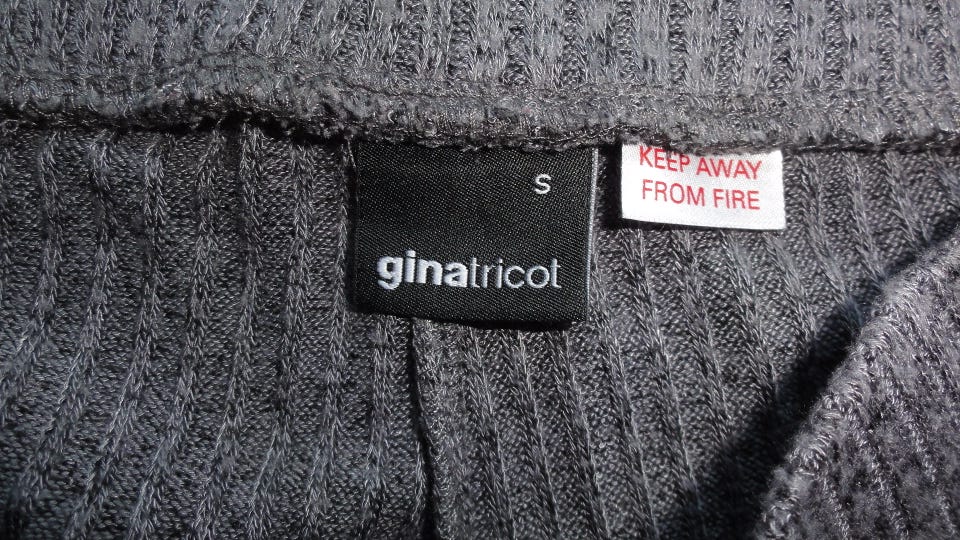 S
ginatricot
KEEP AWAY
FROM FIRE